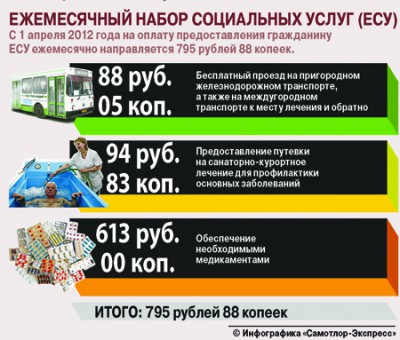 ЕЖЕМЕСЯЧНЫЙ НАБОР СОЦИАЛЬНЫХ УСЛУГ (ЕСУ)
С 1 апреля 2012 года на оплату предоставления гражданину
ЕСУ ежемесячно направляется 795 рублей 88 копеек.
88 руб.
05 коп.
Бесплатный проезд на пригородном
железнодорожном транспорте,
а также на междугородном
транспорте к месту лечения и обратно
94 руб.
83 коп.
Предоставление путевки
на санаторно-курортное
лечение для профилактики
основных заболеваний
613 руб.
00 коп.
Обеспечение
необходимыми
медикаментами
ИТОГО: 795 рублей 88 копеек
© Инфографика «Самотлор-Экспресс»